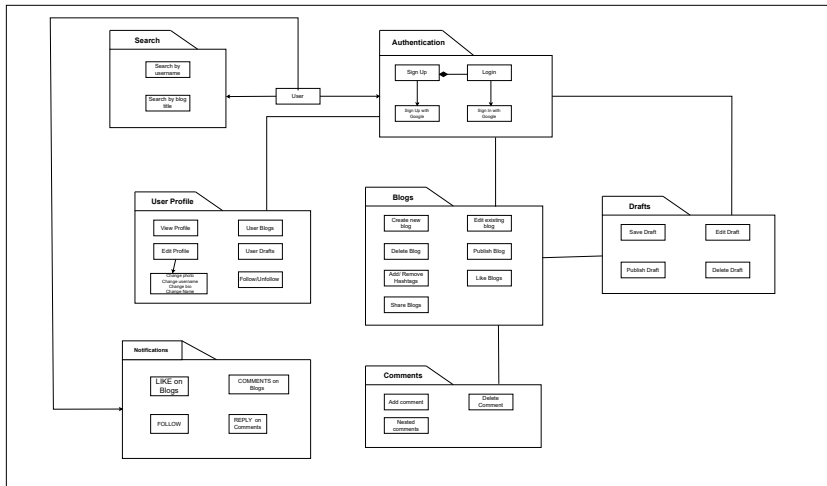 Search
Search by
username
Search by blog
title
User
Authentication
Sign Up
Login
Sign Up with
Google
Sign In with
Google
User Profile
View Profile
User Blogs
Edit Profile
User Drafts
Change photo
Change username
Change bio
Change Name
Follow/Unfollow
Blogs
Create new
blog
Edit existing
blog
Delete Blog
Publish Blog
Add/ Remove
Hashtags
Like Blogs
Share Blogs
Drafts
Save Draft
Edit Draft
Publish Draft
Delete Draft
Notifications
LIKE on
Blogs
COMMENTS on
Blogs
FOLLOW
REPLY on
Comments
Comments
Add comment
Delete
Comment
Nested
comments